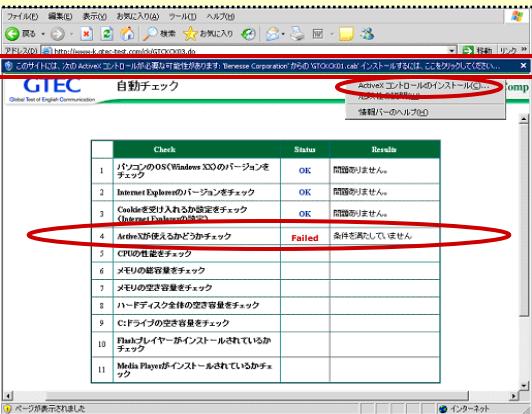 ファイル(F) 編集(E) 表示(V) お気に入り(A) ツール(T) ヘルプ(H)
戻る 検索 お気に入り
アドレス(D) http://www-k.gtec-test.com/ds/GTCKCK03.do 移動 リンク »
このサイトには、次の ActiveX コントロールが必要な可能性があります: 'Benesse Corporation' からの 'GTCKCK01.cab' インストールするには、ここをクリックしてください...
GTEC
Global Test of English Communication
自動チェック
ActiveX コントロールのインストール(C)...
情報バーのヘルプ(H)
Comp
Check Status Results
1 パソコンのOS(Windows XX)のバージョンをチェック OK 問題ありません。
2 Internet Explorerのバージョンをチェック OK 問題ありません。
3 Cookieを受け入れるか設定をチェック
(Internet Explorerの設定) OK 問題ありません。
4 ActiveXが使えるかどうかチェック Failed 条件を満たしていません
5 CPUの性能をチェック
6 メモリの総容量をチェック
7 メモリの空き容量をチェック
8 ハードディスク全体の空き容量をチェック
9 C:ドライブの空き容量をチェック
10 Flashプレイヤーがインストールされているか
チェック
11 Media Playerがインストールされているかチェ
ック
ページが表示されました インターネット